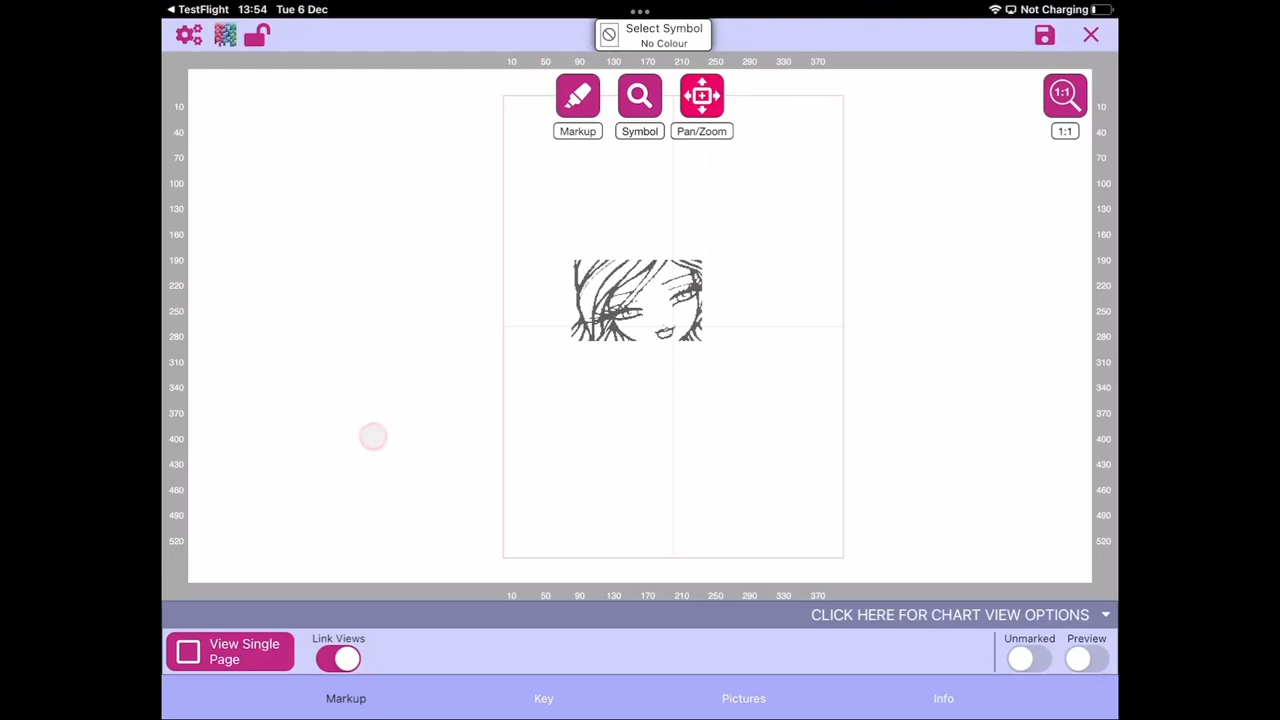 TestFlight 13:54 Tue 6 Dec
Not Charging
Select Symbol
No Colour
10 50 90 130 170 210 250 290 330 370
1:1
Markup Symbol Pan/Zoom 1:1
10 10
40 40
70 70
100 100
130 130
160 160
190 190
220 220
250 250
280 280
310 310
340 340
370 370
400 400
430 430
460 460
490 490
520 520
10 50 90 130 170 210 250 290 330 370
CLICK HERE FOR CHART VIEW OPTIONS
View Single
Page
Link Views
Unmarked Preview
Markup Key Pictures Info